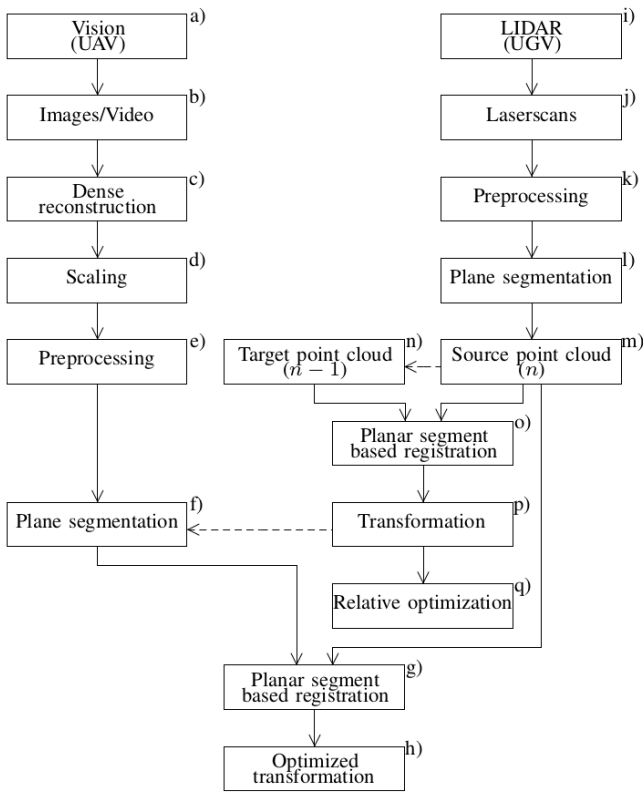 Vision
(UAV)
a)
Images/Video
b)
Dense
reconstruction
c)
Scaling
d)
Preprocessing
e)
Plane segmentation
f)
LIDAR
(UGV)
i)
Laserscans
j)
Preprocessing
k)
Plane segmentation
l)
Source point cloud
(n)
m)
Target point cloud
(n − 1)
n)
Planar segment
based registration
o)
Transformation
p)
Relative optimization
q)
Planar segment
based registration
g)
Optimized
transformation
h)